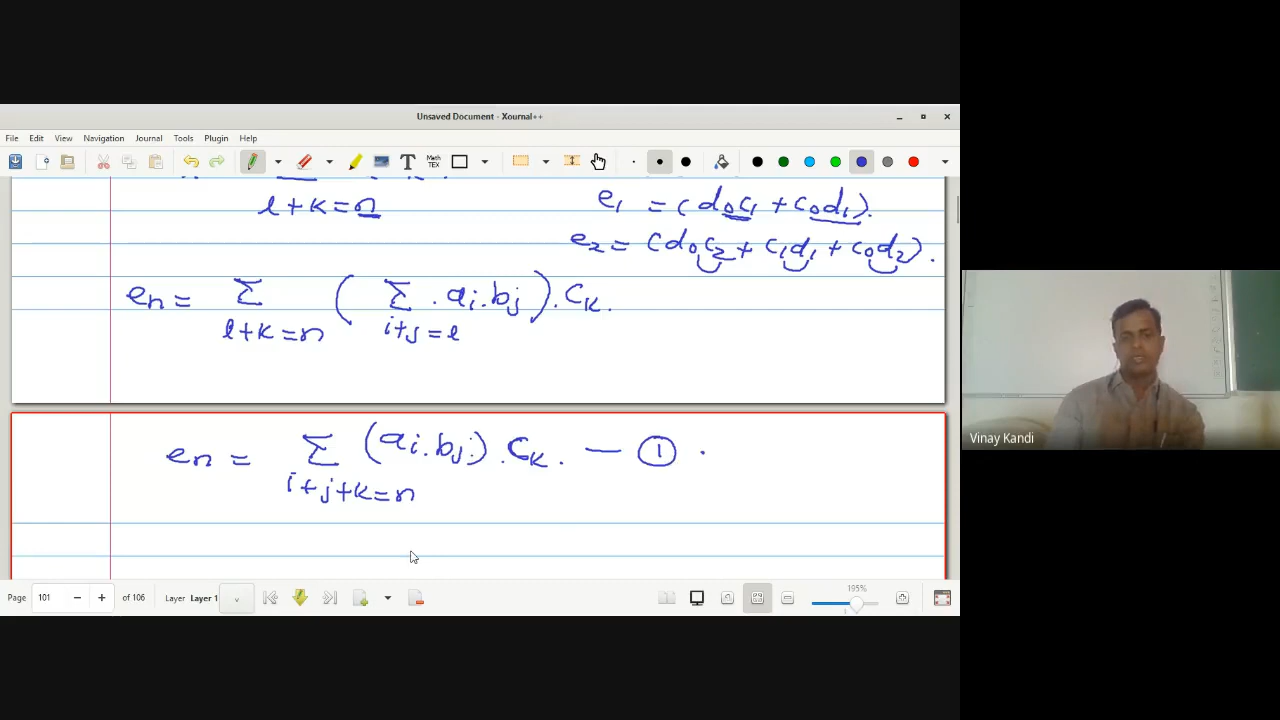 Unsaved Document - Xournal++
File Edit View Navigation Journal Tools Plugin Help
l+k=n
e₁ = (d₀c₁ + c₀d₁).
e₂ = (d₀c₂ + c₁d₁ + c₀d₂).
eₙ = Σ ( Σ . aᵢ.bⱼ ) . Cₖ.
l+k=n i+j=l
eₙ = Σ (aᵢ.bⱼ) . Cₖ. — ① .
i+j+k=n
Vinay Kandi
Page 101 of 106 Layer Layer 1 195%